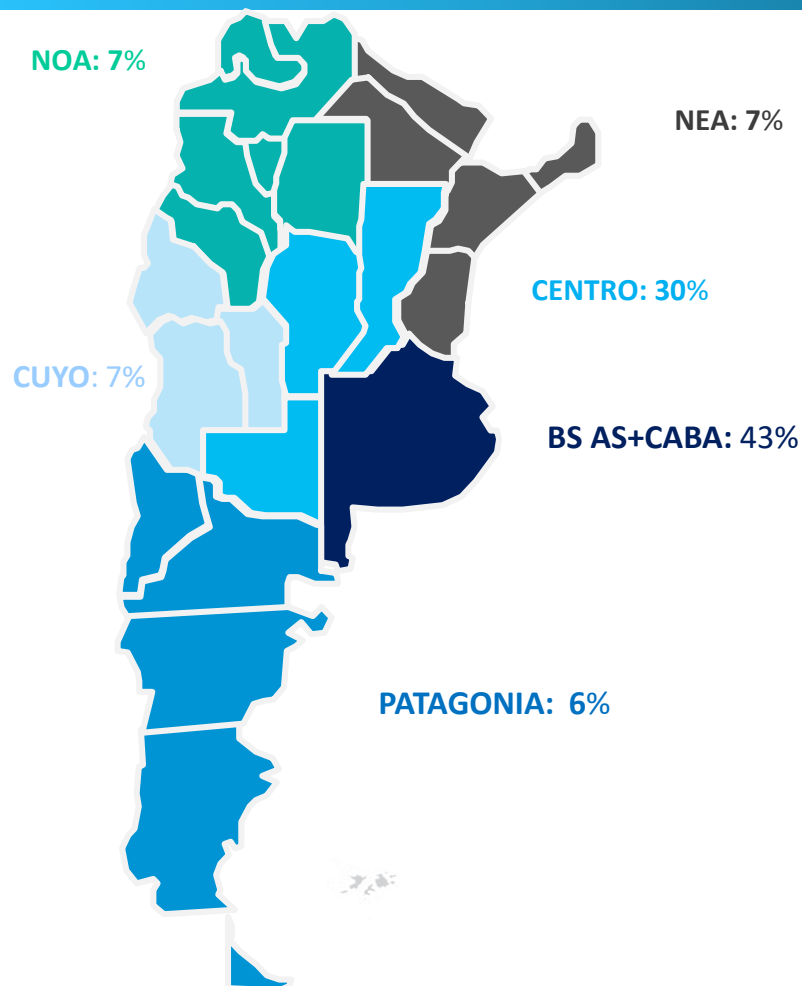 NOA: 7%
NEA: 7%
CENTRO: 30%
CUYO: 7%
BS AS+CABA: 43%
PATAGONIA: 6%